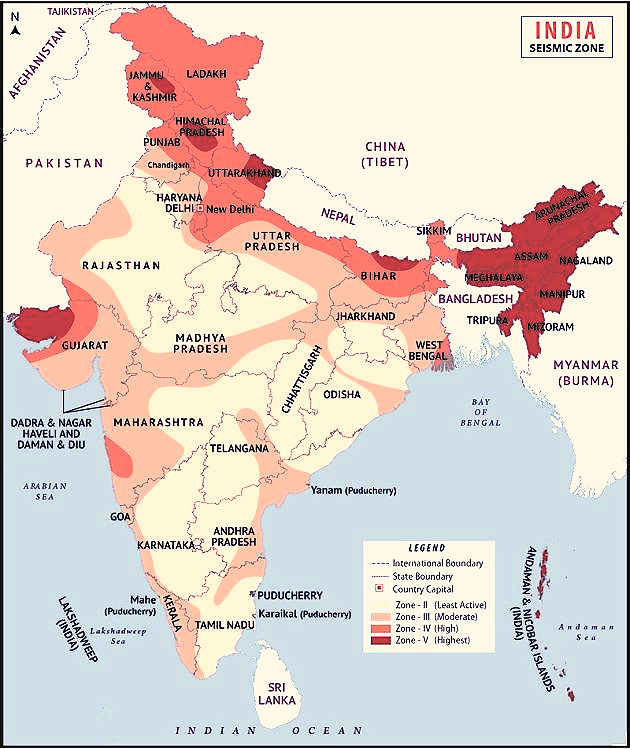 N
TAJIKISTAN
INDIA
SEISMIC ZONE
AFGHANISTAN
JAMMU
&
KASHMIR
LADAKH
HIMACHAL
PRADESH
PUNJAB
CHINA
(TIBET)
PAKISTAN
Chandigarh
UTTARAKHAND
HARYANA
DELHI
New Delhi
NEPAL
ARUNACHAL
PRADESH
SIKKIM
BHUTAN
UTTAR
PRADESH
ASSAM
NAGALAND
RAJASTHAN
BIHAR
MEGHALAYA
MANIPUR
BANGLADESH
TRIPURA
MIZORAM
JHARKHAND
GUJARAT
MADHYA
PRADESH
WEST
BENGAL
CHHATTISGARH
MYANMAR
(BURMA)
ODISHA
DADRA & NAGAR
HAVELI AND
DAMAN & DIU
MAHARASHTRA
BAY
OF
BENGAL
TELANGANA
ARABIAN
SEA
Yanam (Puducherry)
GOA
ANDHRA
PRADESH
KARNATAKA
LEGEND
International Boundary
State Boundary
Country Capital
Zone - II (Least Active)
Zone - III (Moderate)
Zone - IV (High)
Zone - V (Highest)
ANDAMAN & NICOBAR ISLANDS
(INDIA)
Andaman
Sea
PUDUCHERRY
Mahe
(Puducherry)
KERALA
Karaikal (Puducherry)
TAMIL NADU
LAKSHADWEEP
(INDIA)
Lakshadweep
Sea
SRI
LANKA
INDIAN OCEAN